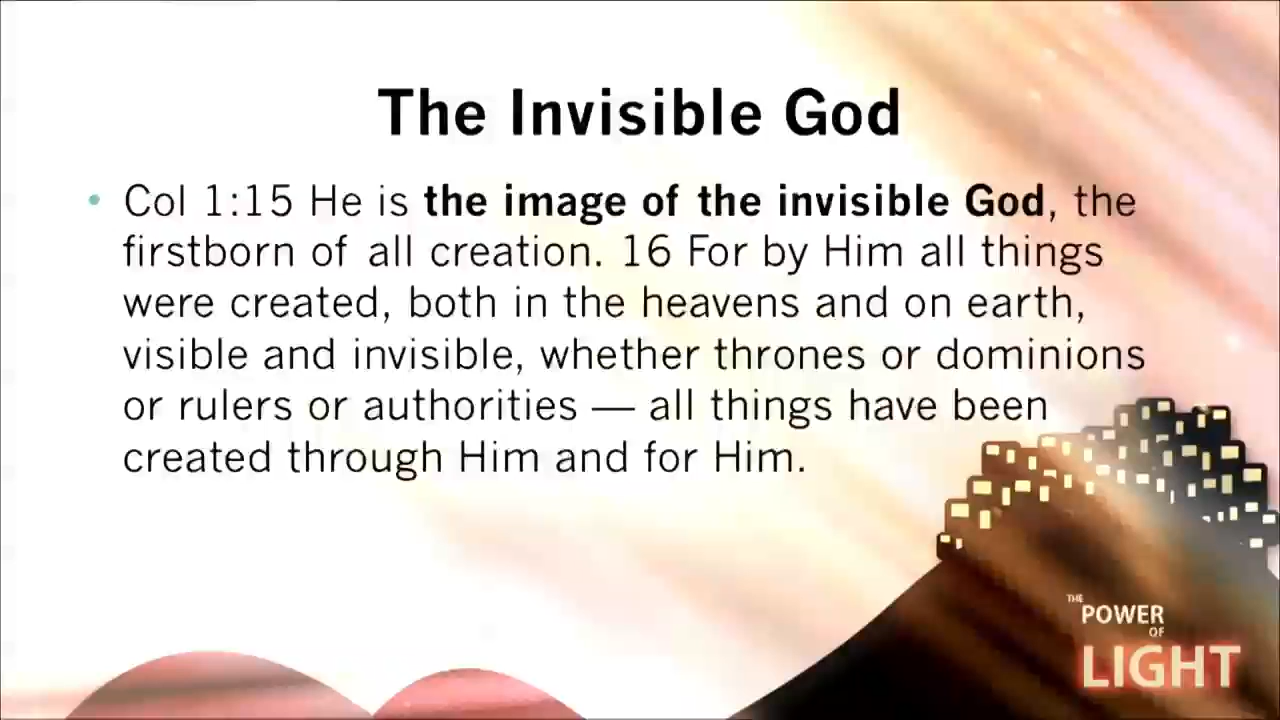 The Invisible God
• Col 1:15 He is the image of the invisible God, the
firstborn of all creation. 16 For by Him all things
were created, both in the heavens and on earth,
visible and invisible, whether thrones or dominions
or rulers or authorities — all things have been
created through Him and for Him.
THE
POWER
OF
LIGHT